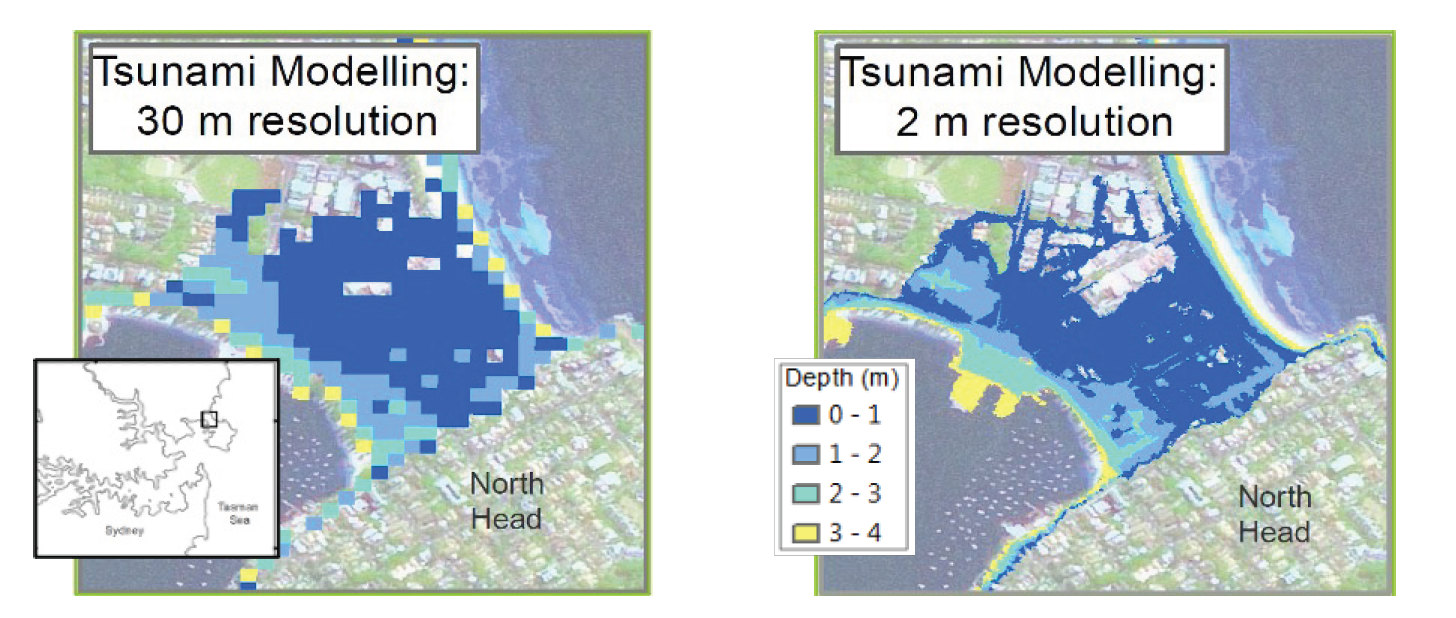 Tsunami Modelling:
30 m resolution
North
Head
Tasman
Sea
Sydney
Tsunami Modelling:
2 m resolution
Depth (m)
0 - 1
1 - 2
2 - 3
3 - 4
North
Head